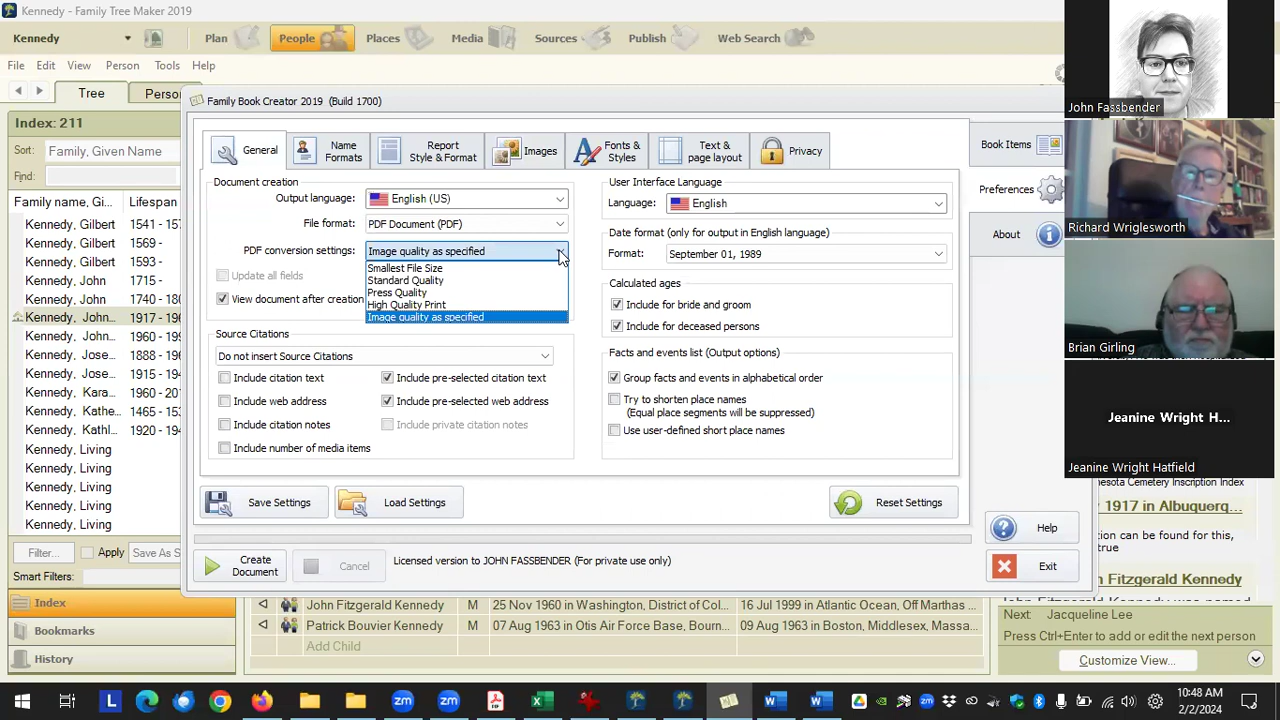 Kennedy - Family Tree Maker 2019
Kennedy
Plan
People
Places
Media
Sources
Publish
Web Search
File Edit View Person Tools Help
Tree
Perso
Index: 211
Sort: Family, Given Name
Find:
Family name, Gi... Lifespan
Kennedy, Gilbert 1541 - 15
Kennedy, Gilbert 1569 -
Kennedy, John 1715 -
Kennedy, John 1740 - 18
Kennedy, John... 1917 - 19
Kennedy, John... 1960 - 19
Kennedy, Jose... 1888 - 19
Kennedy, Jose... 1915 - 19
Kennedy, Kara... 1960 - 20
Kennedy, Kathe... 1465 - 15
Kennedy, Kathl... 1920 - 19
Kennedy, Living
Kennedy, Living
Kennedy, Living
Kennedy, Living
Kennedy, Living
Filter... Apply Save As S
Smart Filters:
Index
Bookmarks
History
Family Book Creator 2019 (Build 1700)
General
Name Formats
Report Style & Format
Images
Fonts & Styles
Text & page layout
Privacy
Document creation
Output language: English (US)
File format: PDF Document (PDF)
PDF conversion settings: Image quality as specified
Smallest File Size
Standard Quality
Press Quality
High Quality Print
Image quality as specified
Update all fields
View document after creation
Source Citations
Do not insert Source Citations
Include citation text
Include pre-selected citation text
Include web address
Include pre-selected web address
Include citation notes
Include private citation notes
Include number of media items
User Interface Language
Language: English
Date format (only for output in English language)
Format: September 01, 1989
Calculated ages
Include for bride and groom
Include for deceased persons
Facts and events list (Output options)
Group facts and events in alphabetical order
Try to shorten place names
(Equal place segments will be suppressed)
Use user-defined short place names
Save Settings
Load Settings
Reset Settings
Book Items
Preferences
About
Help
Create Document
Cancel
Licensed version to JOHN FASSBENDER (For private use only)
Exit
John Fitzgerald Kennedy M 25 Nov 1960 in Washington, District of Col... 16 Jul 1999 in Atlantic Ocean, Off Marthas ...
Patrick Bouvier Kennedy M 07 Aug 1963 in Otis Air Force Base, Bourn... 09 Aug 1963 in Boston, Middlesex, Massa...
Add Child
John Fassbender
Richard Wriglesworth
Brian Girling
Jeanine Wright H...
Jeanine Wright Hatfield
nesota Cemetery Inscription Index
y 1917 in Albuquerq...
ction can be found for this,
true
n Fitzgerald Kennedy
Next: Jacqueline Lee
Press Ctrl+Enter to add or edit the next person
Customize View...
L
zm
zm
10:48 AM
2/2/2024